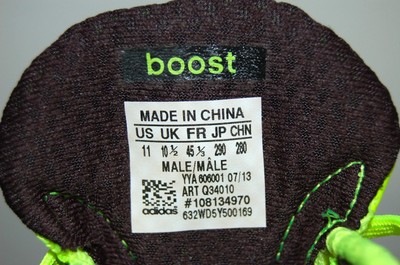 boost
MADE IN CHINA
US UK FR JP CHN
11 10½ 45⅓ 290 280
MALE/MÂLE
YYA 606001 07/13
ART Q34010
#108134970
adidas 632WD5Y500169